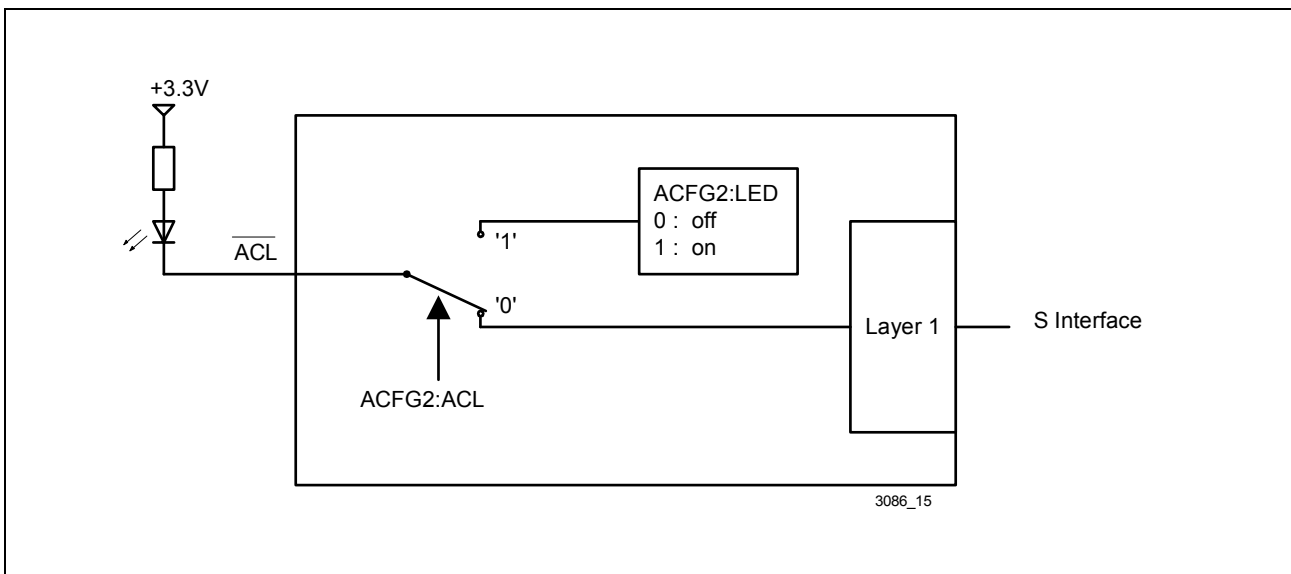 +3.3V
ACL
'1'
ACFG2:LED
0 : off
1 : on
'0'
Layer 1
S Interface
ACFG2:ACL
3086_15